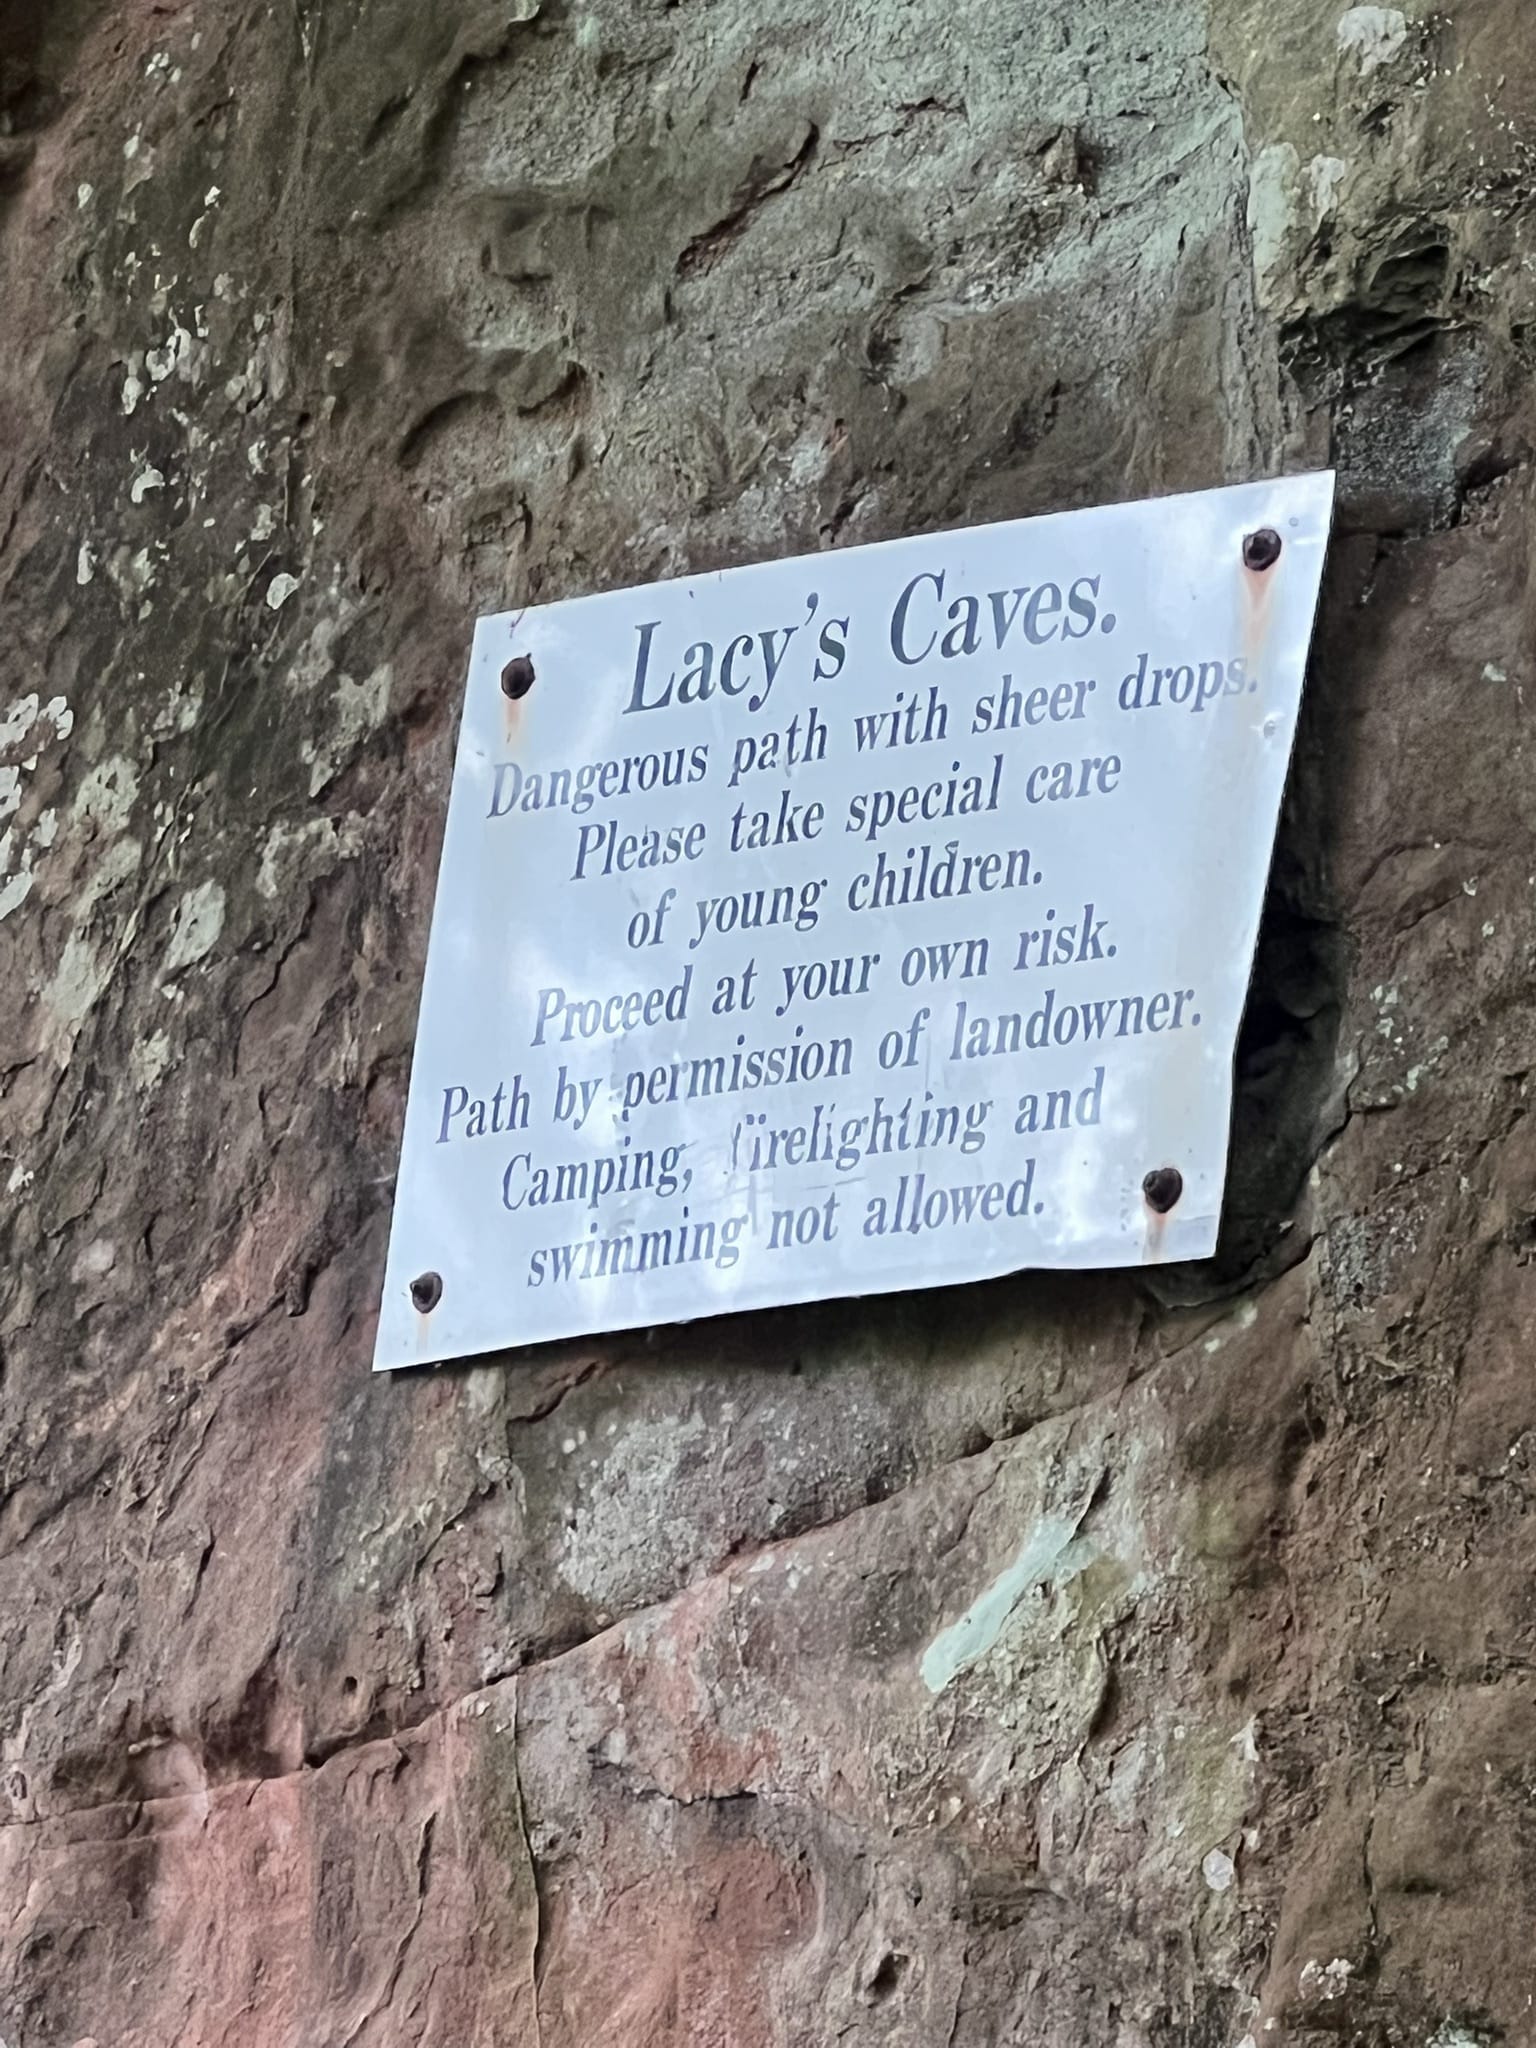 Lacy's Caves.
Dangerous path with sheer drops.
Please take special care
of young children.
Proceed at your own risk.
Path by permission of landowner.
Camping, firelighting and
swimming not allowed.